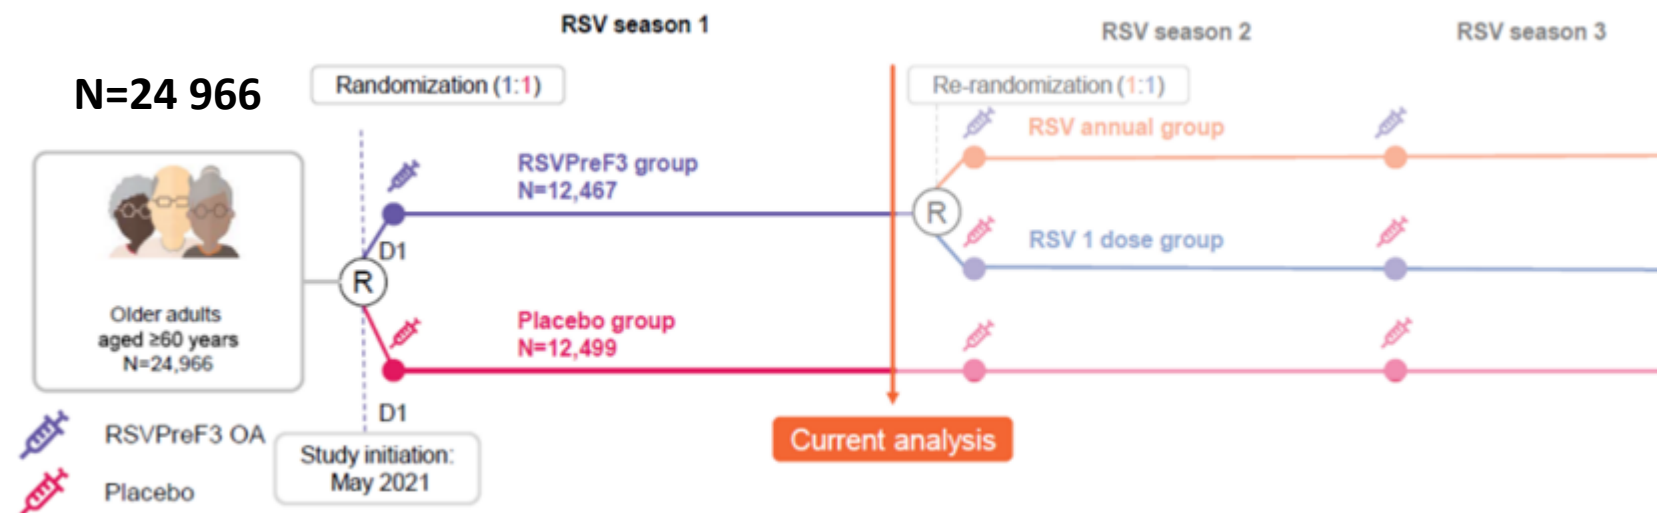 RSV season 1
RSV season 2
RSV season 3
N=24 966
Randomization (1:1)
Re-randomization (1:1)
RSV annual group
RSVPreF3 group
N=12,467
R
RSV 1 dose group
D1
R
Older adults
aged ≥60 years
N=24,966
Placebo group
N=12,499
D1
RSVPreF3 OA
Placebo
Study initiation:
May 2021
Current analysis